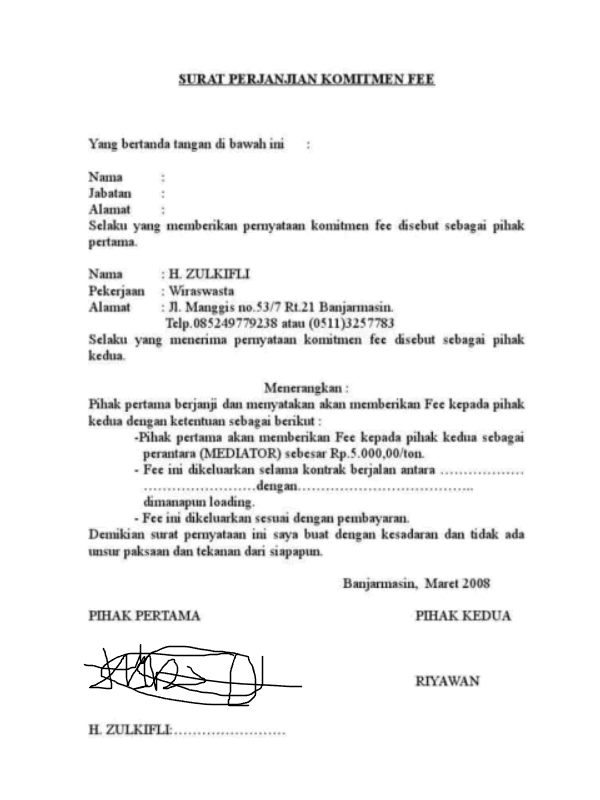 SURAT PERJANJIAN KOMITMEN FEE
Yang bertanda tangan di bawah ini :
Nama :
Jabatan :
Alamat :
Selaku yang memberikan pernyataan komitmen fee disebut sebagai pihak
pertama.
Nama : H. ZULKIFLI
Pekerjaan : Wiraswasta
Alamat : Jl. Manggis no.53/7 Rt.21 Banjarmasin.
Telp.085249779238 atau (0511)3257783
Selaku yang menerima pernyataan komitmen fee disebut sebagai pihak
kedua.
Menerangkan :
Pihak pertama berjanji dan menyatakan akan memberikan Fee kepada pihak
kedua dengan ketentuan sebagai berikut :
-Pihak pertama akan memberikan Fee kepada pihak kedua sebagai
perantara (MEDIATOR) sebesar Rp.5.000,00/ton.
- Fee ini dikeluarkan selama kontrak berjalan antara ………………
……………………dengan………………………………..
dimanapun loading.
- Fee ini dikeluarkan sesuai dengan pembayaran.
Demikian surat pernyataan ini saya buat dengan kesadaran dan tidak ada
unsur paksaan dan tekanan dari siapapun.
Banjarmasin, Maret 2008
PIHAK PERTAMA PIHAK KEDUA
RIYAWAN
H. ZULKIFLI:……………………